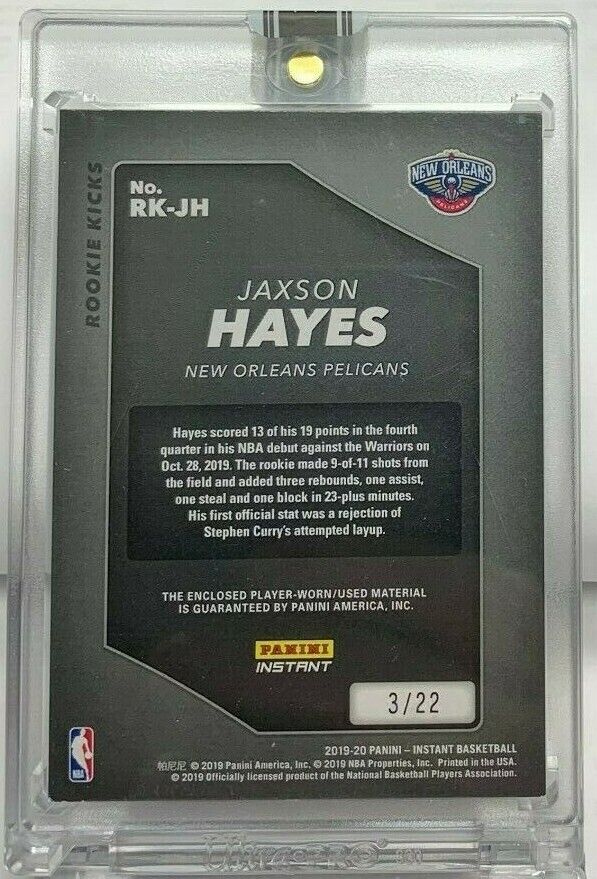 ROOKIE KICKS
No.
RK-JH
NEW ORLEANS
PELICANS
JAXSON
HAYES
NEW ORLEANS PELICANS
Hayes scored 13 of his 19 points in the fourth
quarter in his NBA debut against the Warriors on
Oct. 28, 2019. The rookie made 9-of-11 shots from
the field and added three rebounds, one assist,
one steal and one block in 23-plus minutes.
His first official stat was a rejection of
Stephen Curry's attempted layup.
THE ENCLOSED PLAYER-WORN/USED MATERIAL
IS GUARANTEED BY PANINI AMERICA, INC.
PANINI
INSTANT
3/22
NBA
2019-20 PANINI – INSTANT BASKETBALL
帕尼尼 © 2019 Panini America, Inc. © 2019 NBA Properties, Inc. Printed in the USA.
© 2019 Officially licensed product of the National Basketball Players Association.
Ultra PRO®